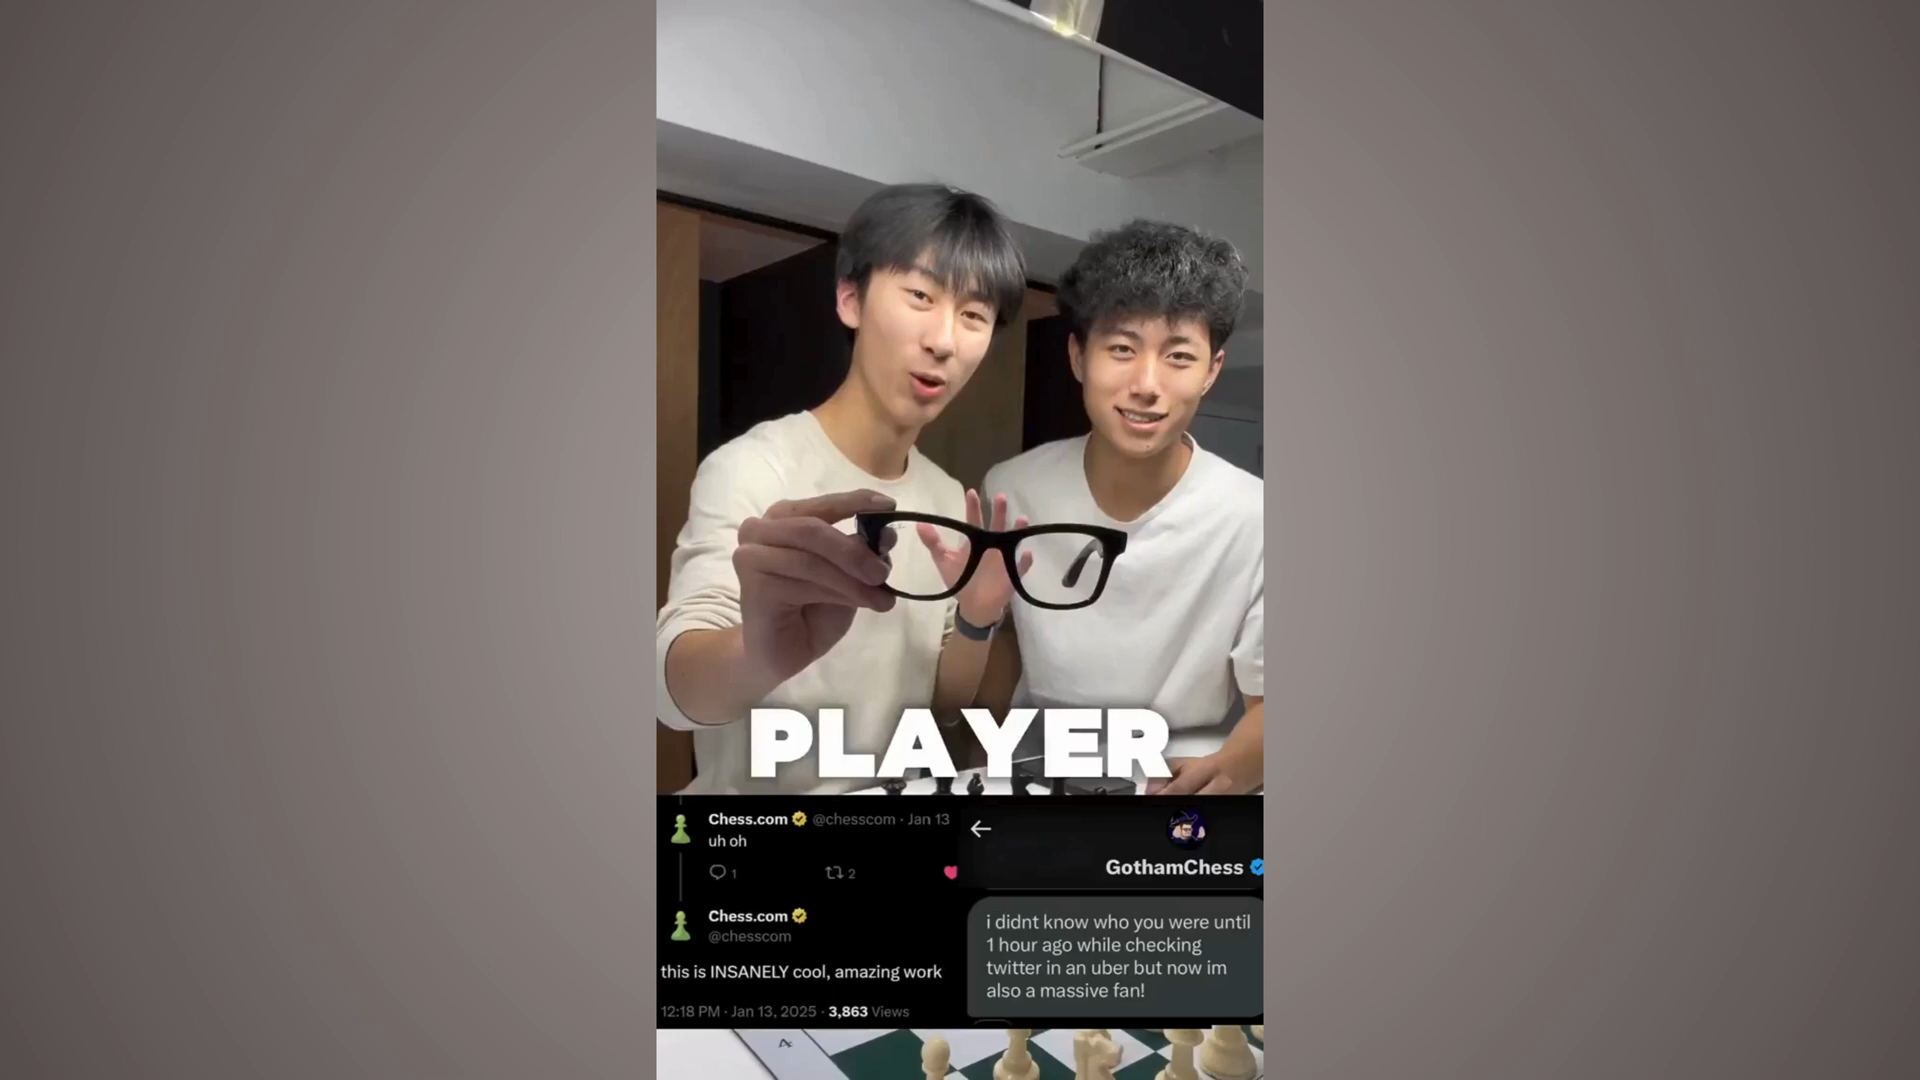 PLAYER
Chess.com @chesscom · Jan 13
uh oh
1 2
Chess.com
@chesscom
this is INSANELY cool, amazing work
12:18 PM · Jan 13, 2025 · 3,863 Views
GothamChess
i didnt know who you were until
1 hour ago while checking
twitter in an uber but now im
also a massive fan!